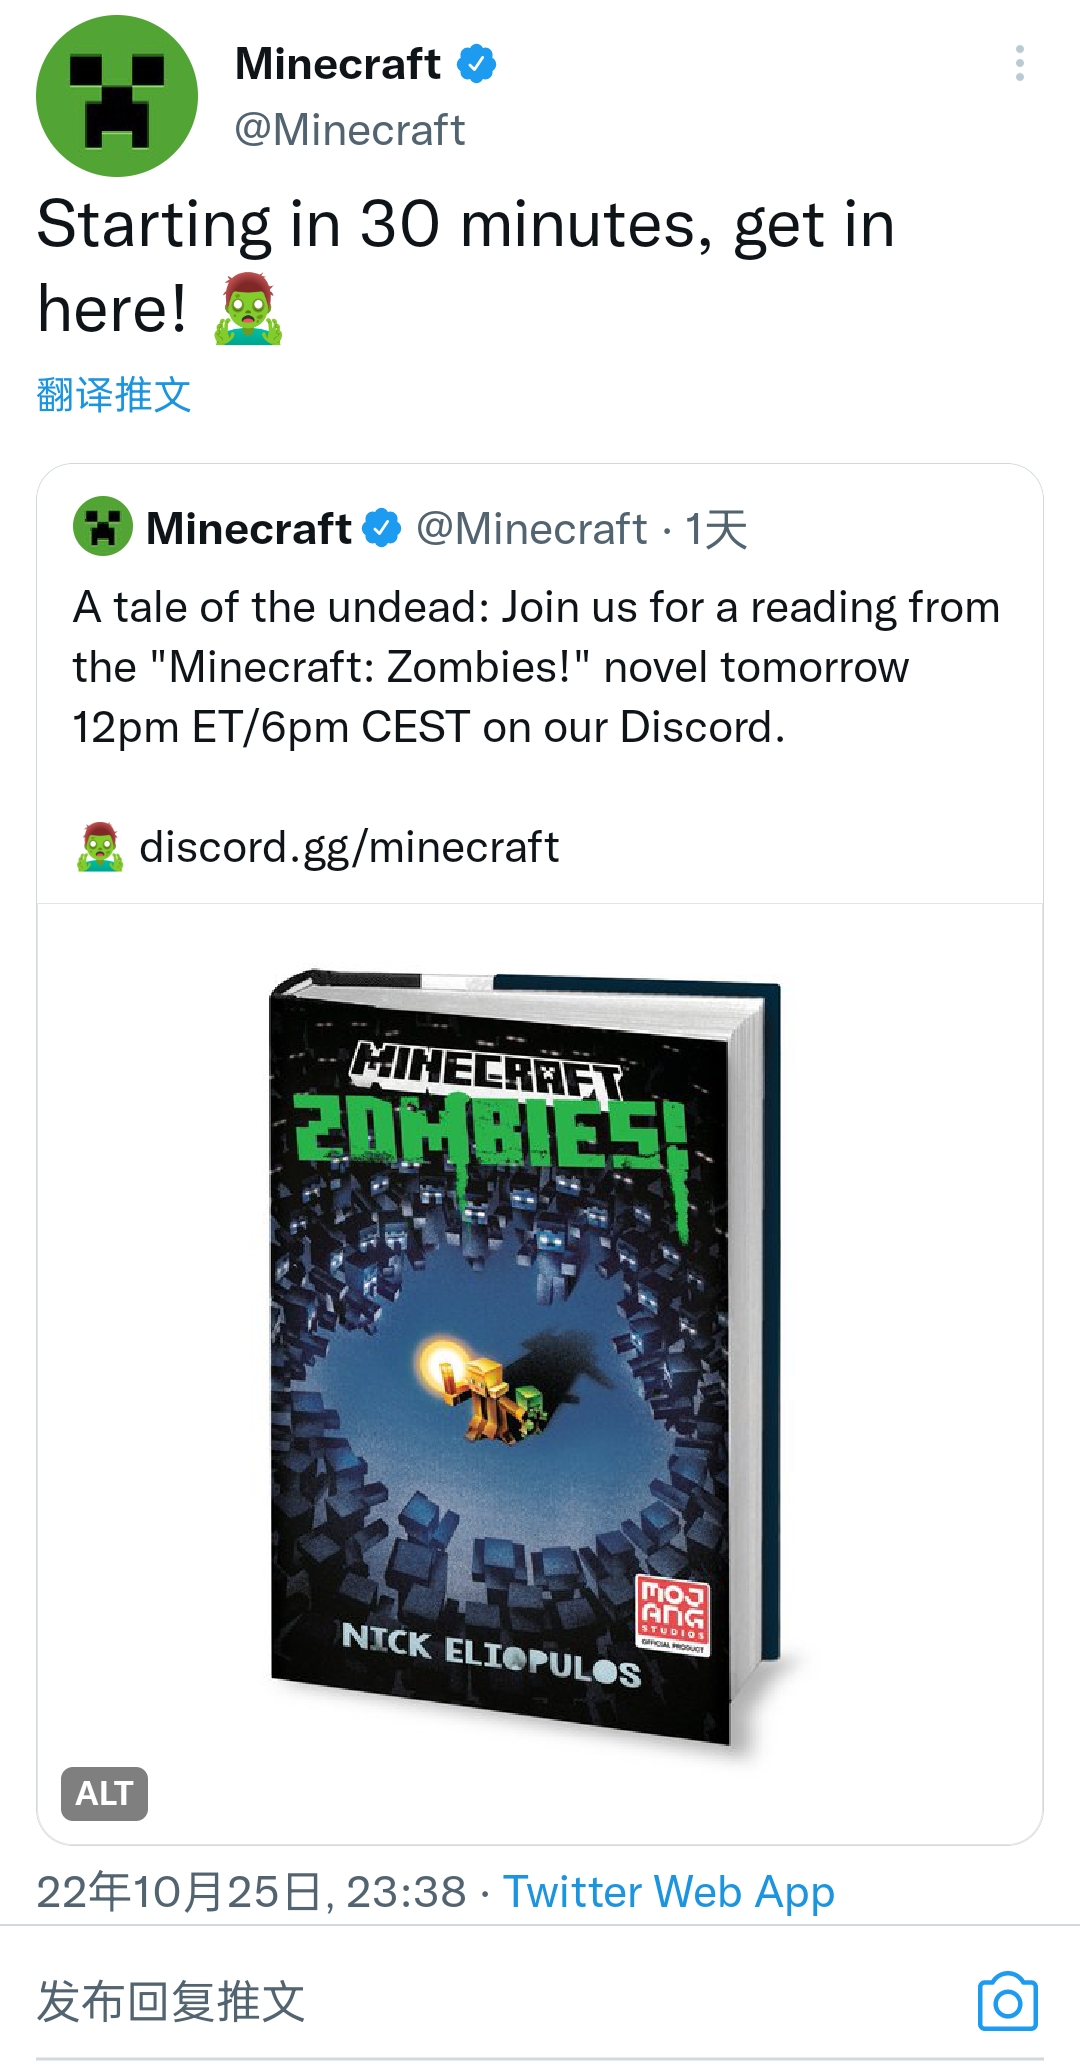 Minecraft
@Minecraft
Starting in 30 minutes, get in
here! 🧟‍♂️
翻译推文
Minecraft @Minecraft · 1天
A tale of the undead: Join us for a reading from
the "Minecraft: Zombies!" novel tomorrow
12pm ET/6pm CEST on our Discord.
🧟‍♂️ discord.gg/minecraft
MINECRAFT
ZOMBIES!
MOJ
ANG
STUDIOS
OFFICIAL PRODUCT
NICK ELIOPULOS
ALT
22年10月25日, 23:38 · Twitter Web App
发布回复推文